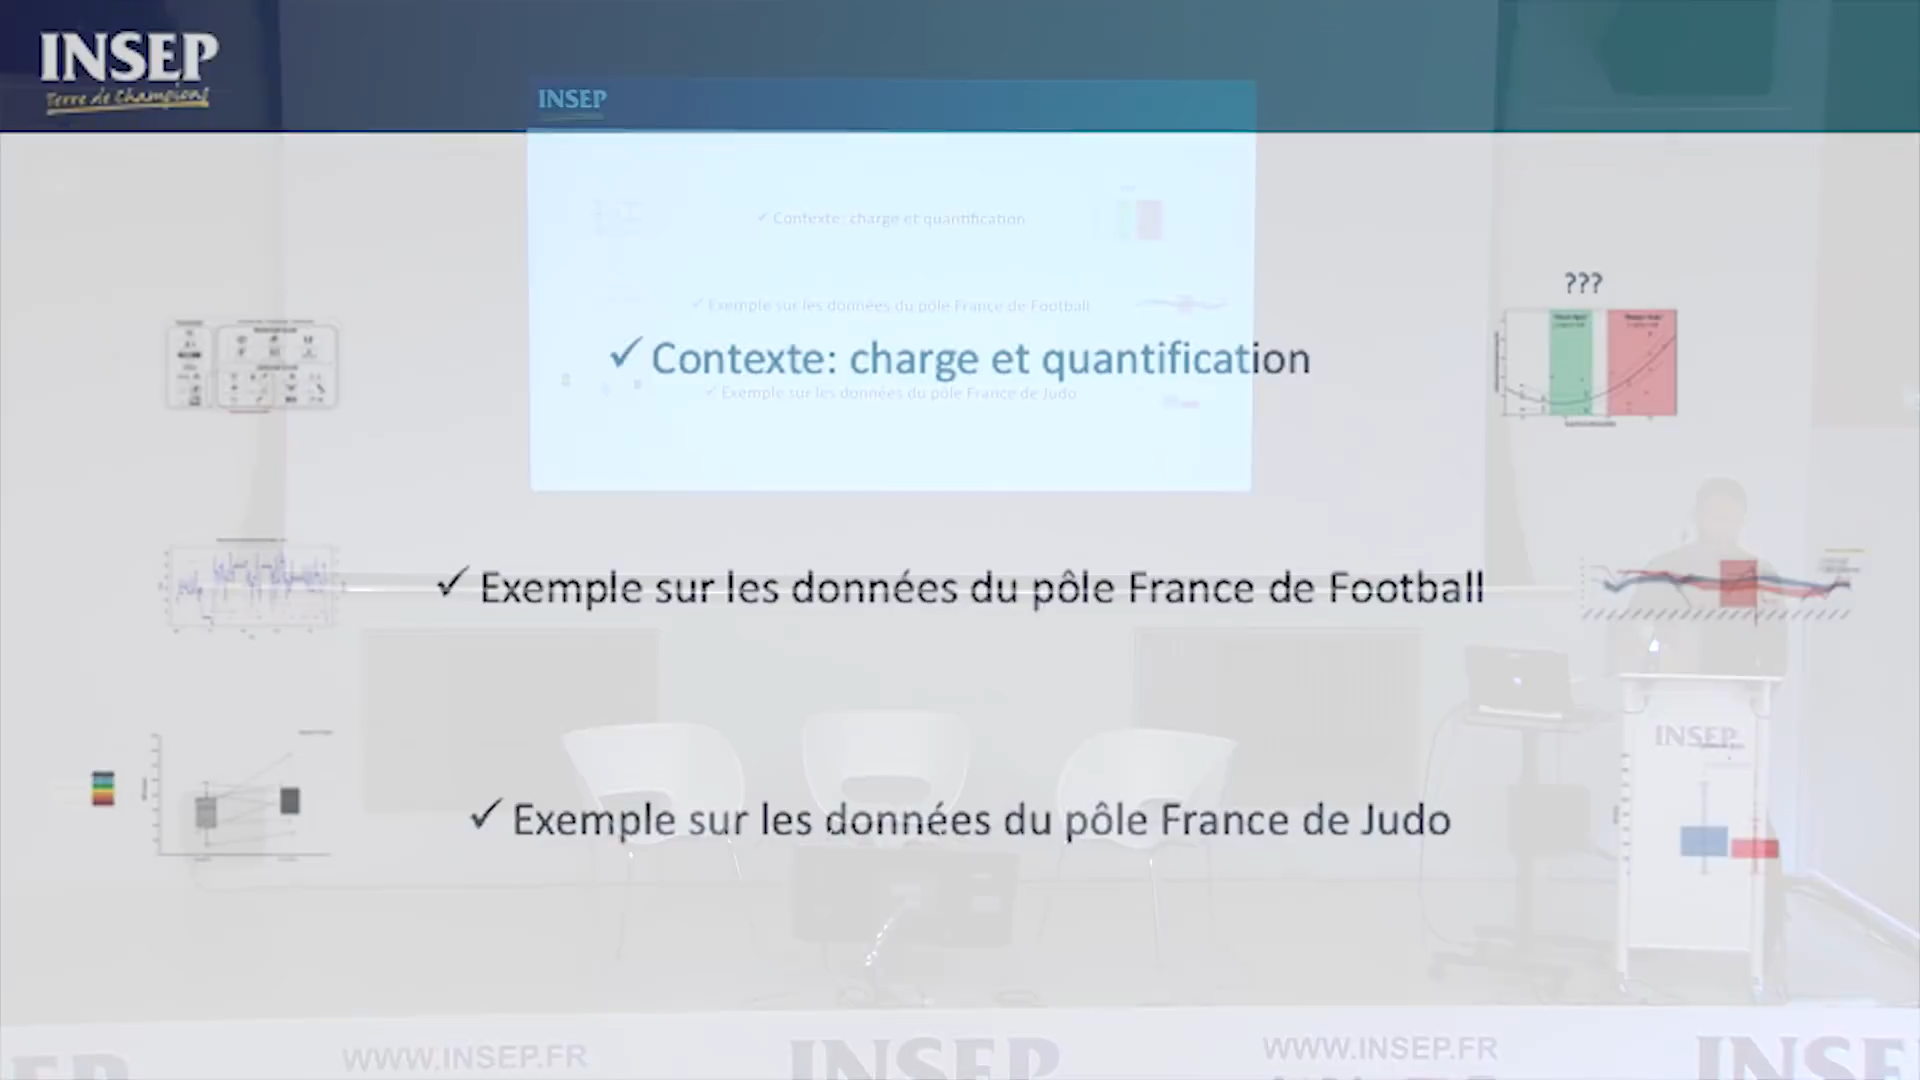 INSEP
Terre de Champions
INSEP
✓ Contexte: charge et quantification
✓ Exemple sur les données du pôle France de Football
✓ Exemple sur les données du pôle France de Judo
???
✓ Contexte: charge et quantification
✓ Exemple sur les données du pôle France de Football
✓ Exemple sur les données du pôle France de Judo
INSEP
WWW.INSEP.FR
INSEP
WWW.INSEP.FR